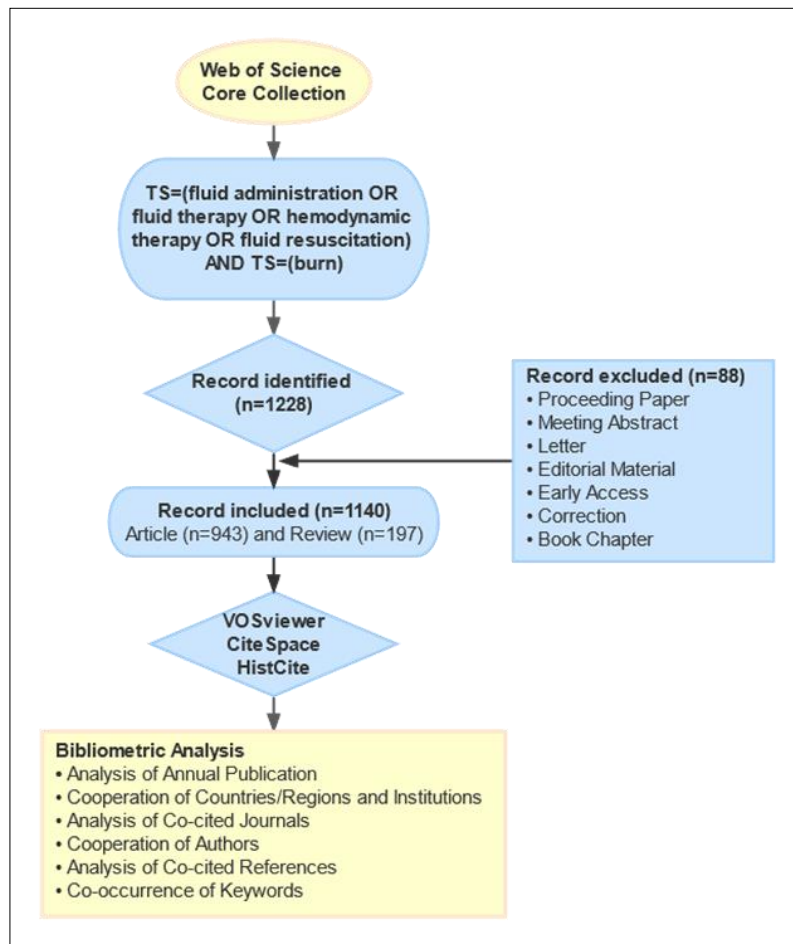 Web of Science
Core Collection
TS=(fluid administration OR
fluid therapy OR hemodynamic
therapy OR fluid resuscitation)
AND TS=(burn)
Record identified
(n=1228)
Record excluded (n=88)
• Proceeding Paper
• Meeting Abstract
• Letter
• Editorial Material
• Early Access
• Correction
• Book Chapter
Record included (n=1140)
Article (n=943) and Review (n=197)
VOSviewer
CiteSpace
HistCite
Bibliometric Analysis
• Analysis of Annual Publication
• Cooperation of Countries/Regions and Institutions
• Analysis of Co-cited Journals
• Cooperation of Authors
• Analysis of Co-cited References
• Co-occurrence of Keywords